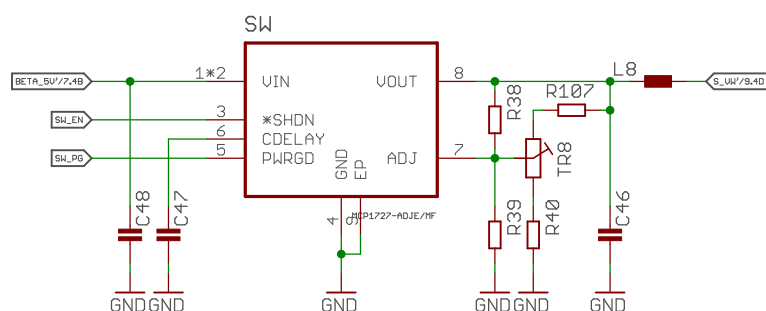 SW
BETA_5V'/7.4B
1*2
VIN
VOUT
8
L8
S_VW'/9.4D
R107
R38
SW_EN
3
*SHDN
6
CDELAY
SW_PG
5
PWRGD
GND
EP
ADJ
7
TR8
4
9
MCP1727-ADJE/MF
C48
C47
R39
R40
C46
GND
GND
GND
GND
GND
GND